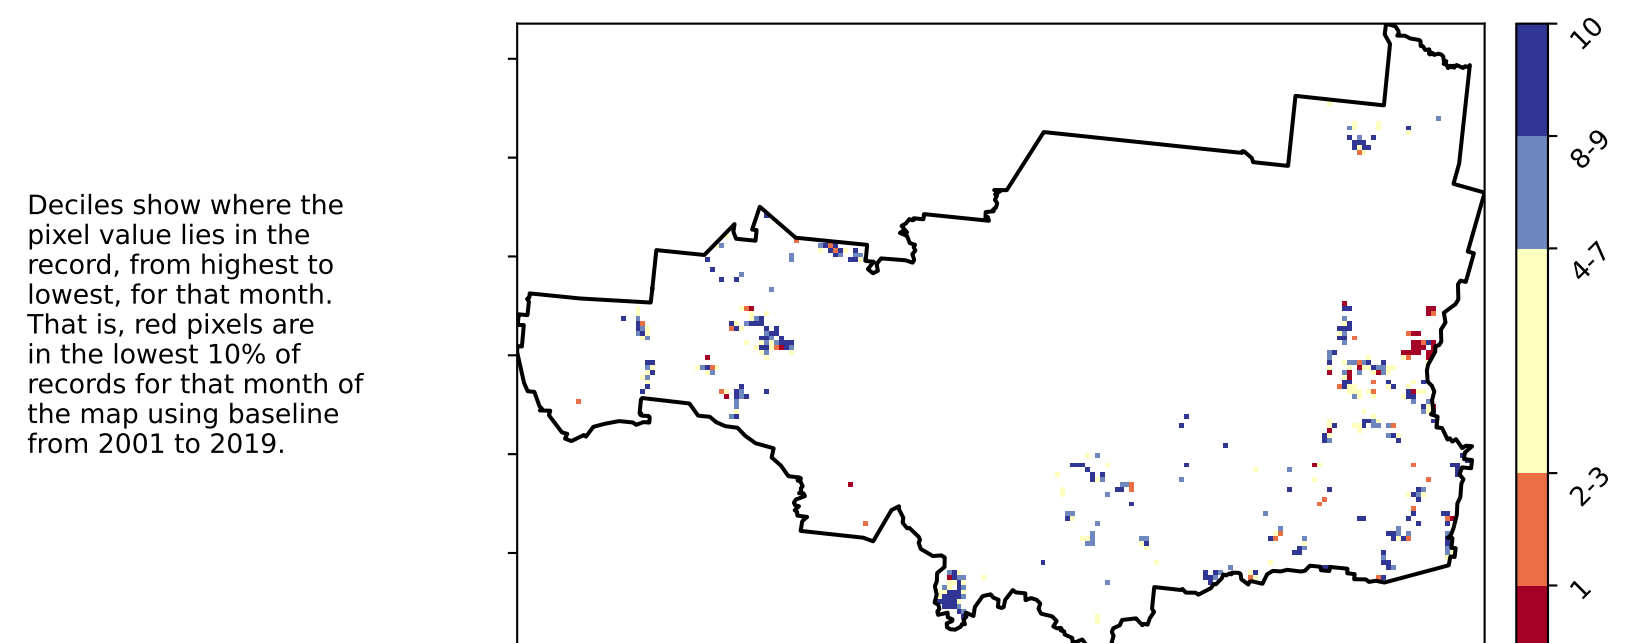 Deciles show where the
pixel value lies in the
record, from highest to
lowest, for that month.
That is, red pixels are
in the lowest 10% of
records for that month of
the map using baseline
from 2001 to 2019.
10
8-9
4-7
2-3
1